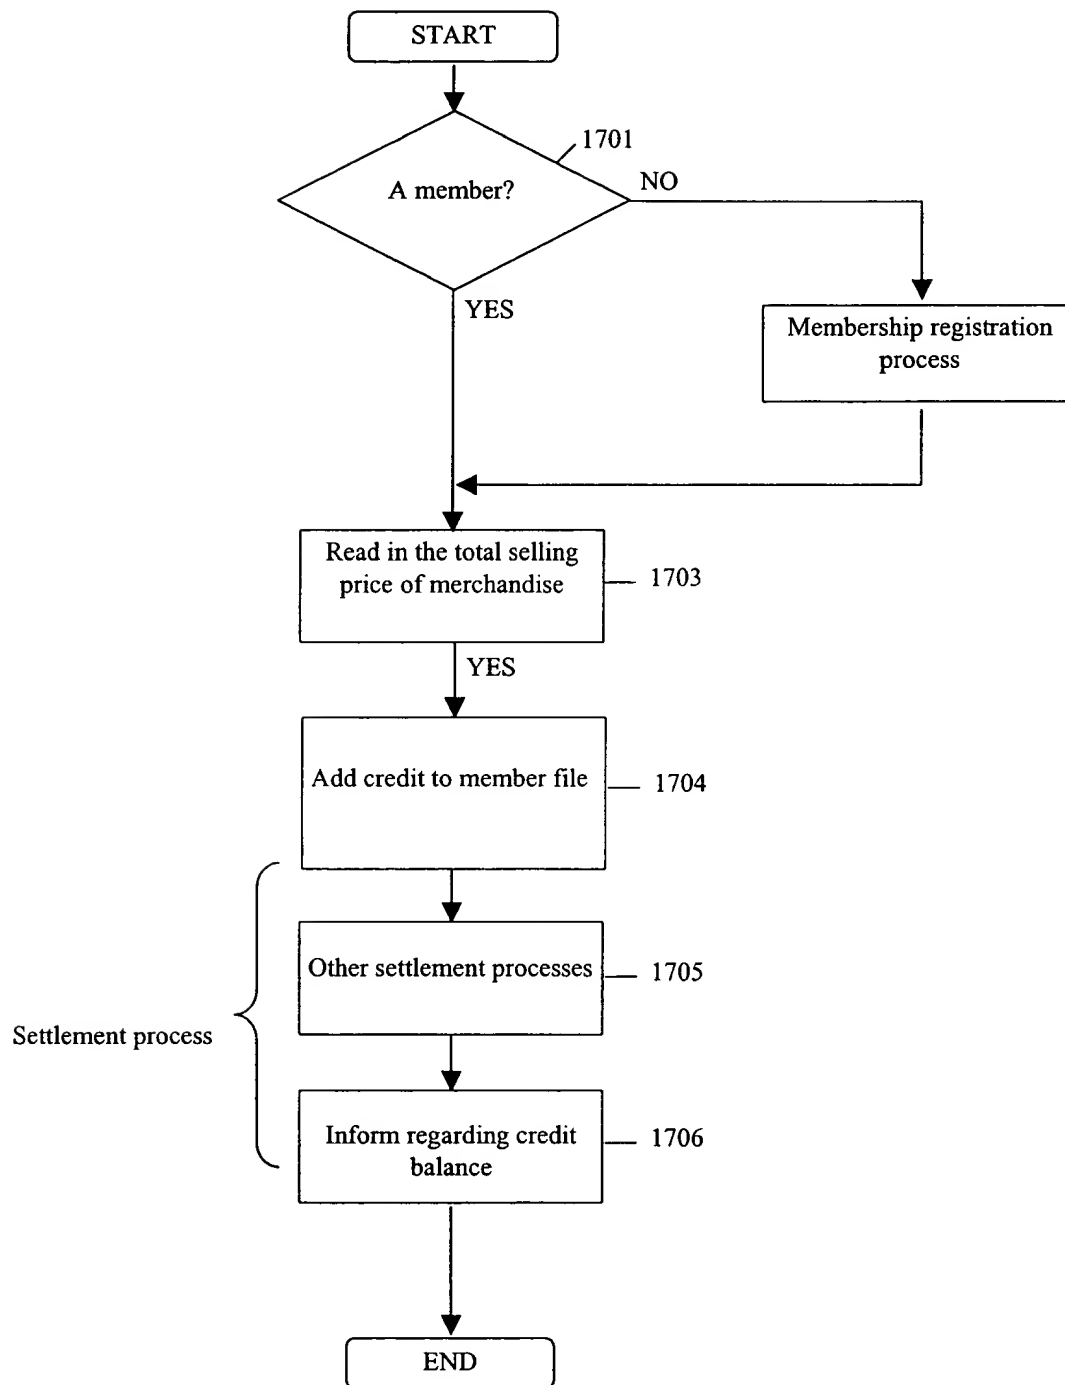 START
1701
A member?
NO
YES
Membership registration
process
Read in the total selling
price of merchandise
1703
YES
Add credit to member file
1704
Other settlement processes
1705
Settlement process
Inform regarding credit
balance
1706
END